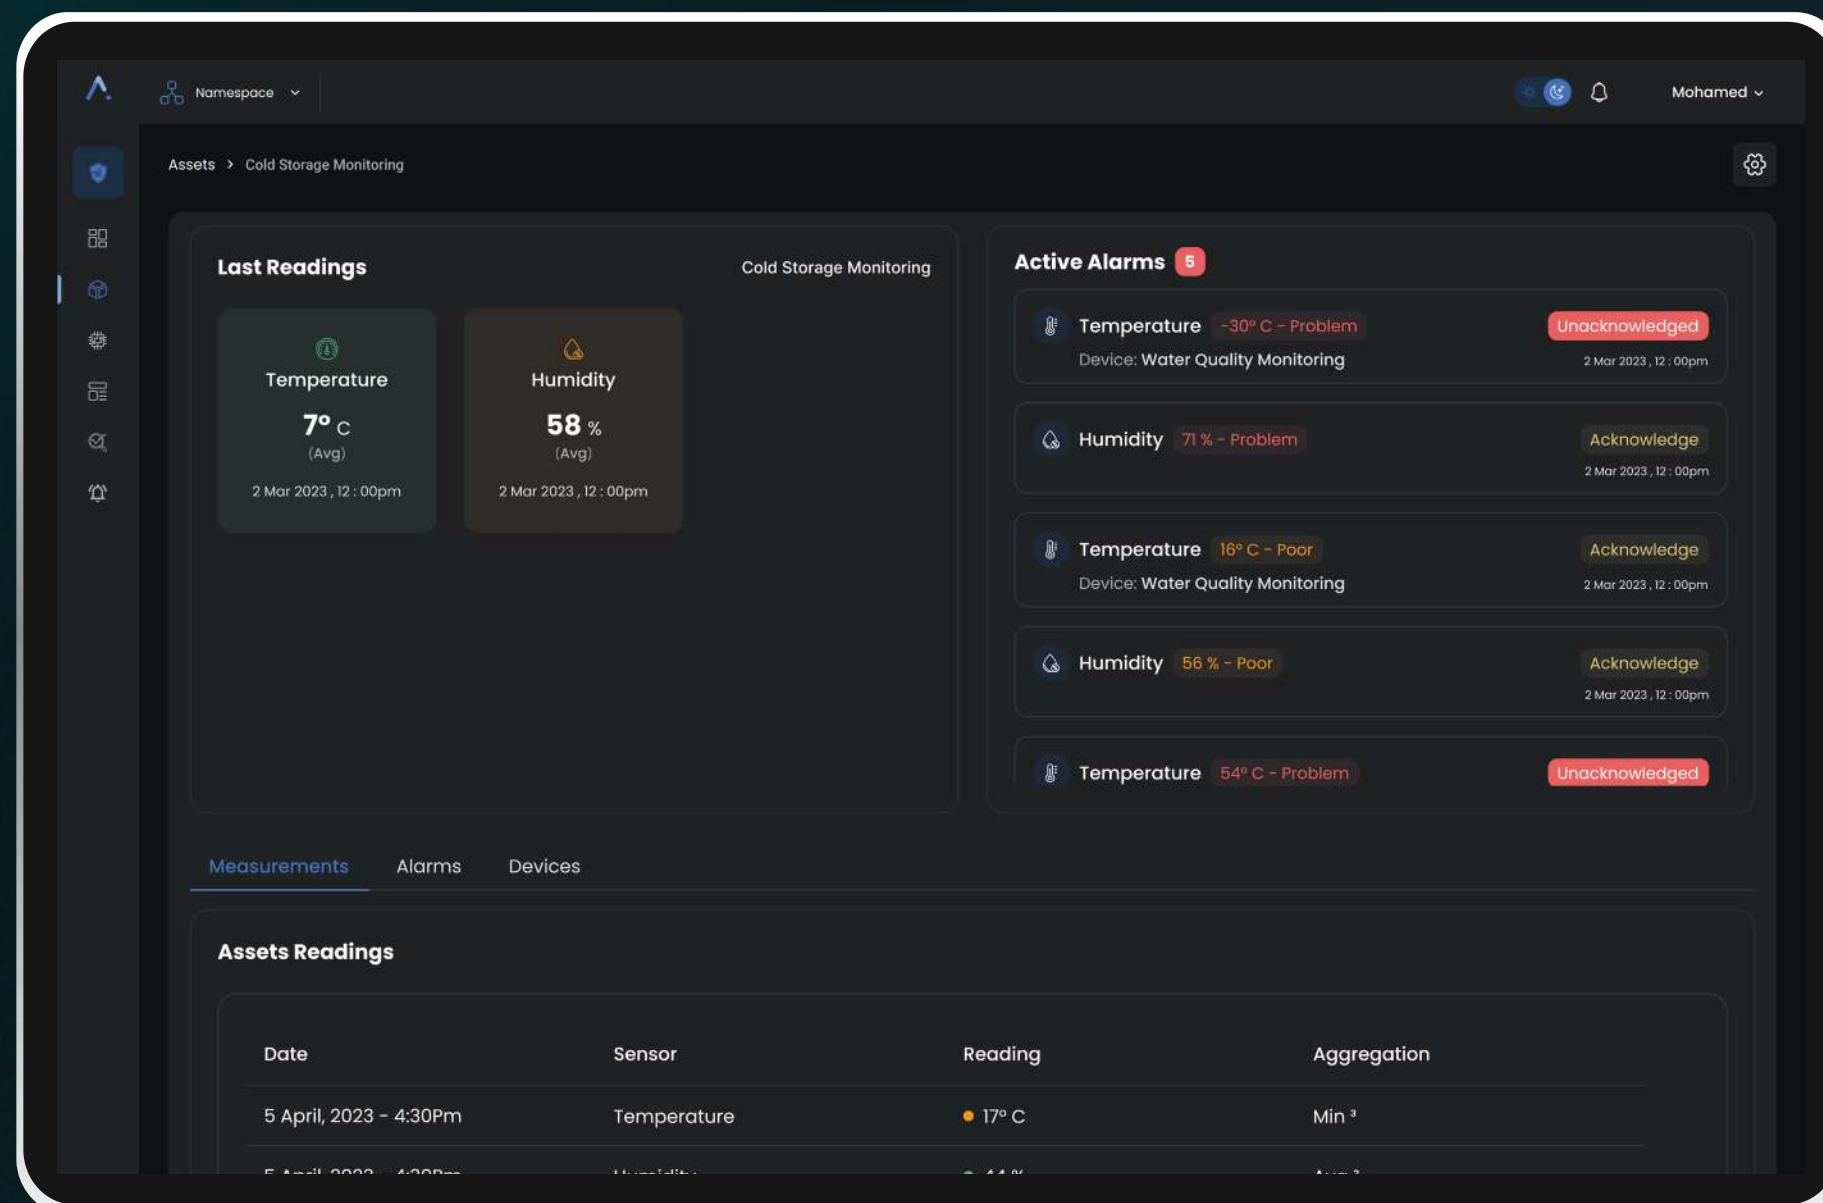 Namespace
Mohamed
Assets > Cold Storage Monitoring
Last Readings
Cold Storage Monitoring
Temperature
7° C
(Avg)
2 Mar 2023 , 12 : 00pm
Humidity
58 %
(Avg)
2 Mar 2023 , 12 : 00pm
Active Alarms 5
Temperature -30° C - Problem
Unacknowledged
Device: Water Quality Monitoring
2 Mar 2023 , 12 : 00pm
Humidity 71 % - Problem
Acknowledge
2 Mar 2023 , 12 : 00pm
Temperature 16° C - Poor
Acknowledge
Device: Water Quality Monitoring
2 Mar 2023 , 12 : 00pm
Humidity 56 % - Poor
Acknowledge
2 Mar 2023 , 12 : 00pm
Temperature 54° C - Problem
Unacknowledged
Measurements Alarms Devices
Assets Readings
Date Sensor Reading Aggregation
5 April, 2023 - 4:30Pm Temperature 17° C Min ³